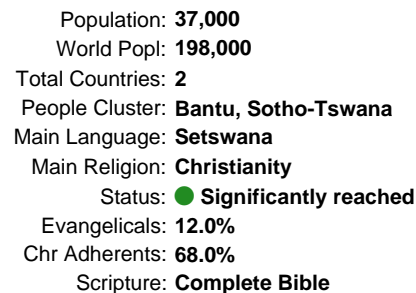 Population: 37,000
World Popl: 198,000
Total Countries: 2
People Cluster: Bantu, Sotho-Tswana
Main Language: Setswana
Main Religion: Christianity
Status: Significantly reached
Evangelicals: 12.0%
Chr Adherents: 68.0%
Scripture: Complete Bible